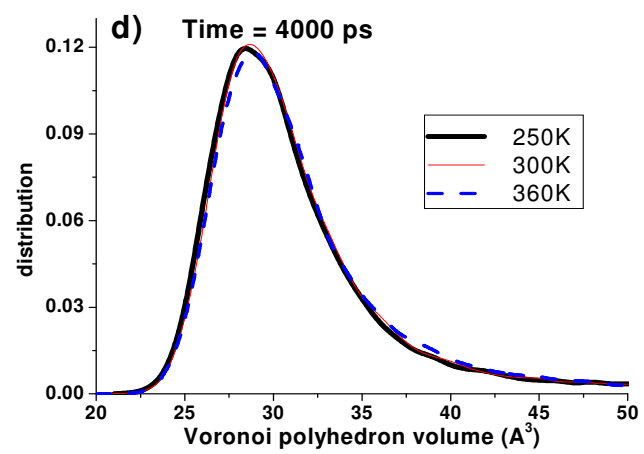 d) Time = 4000 ps
0.12
0.09
0.06
0.03
0.00
distribution
250K
300K
360K
20 25 30 35 40 45 50
Voronoi polyhedron volume (A³)